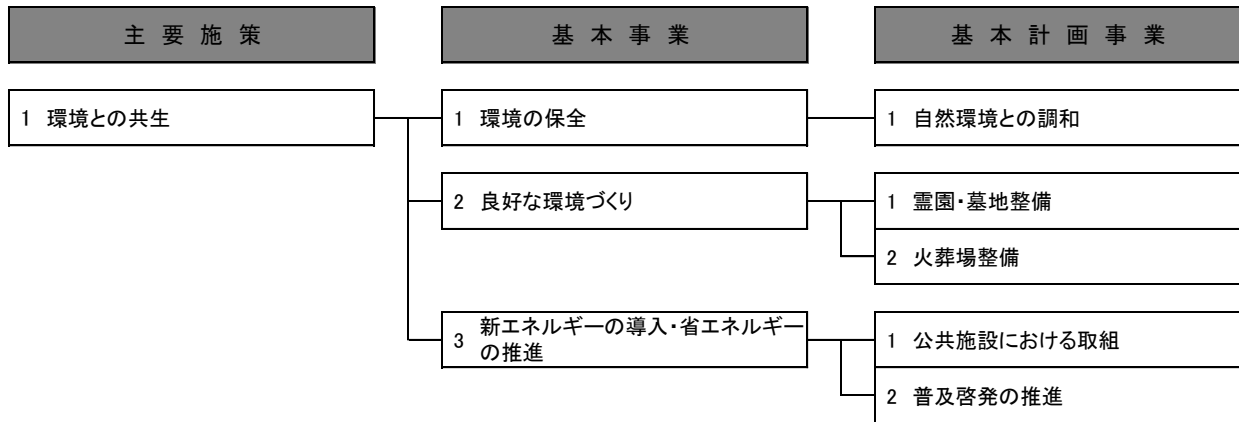 主要施策
基本事業
基本計画事業
1 環境との共生
1 環境の保全
1 自然環境との調和
2 良好な環境づくり
1 霊園・墓地整備
2 火葬場整備
3 新エネルギーの導入・省エネルギー
の推進
1 公共施設における取組
2 普及啓発の推進